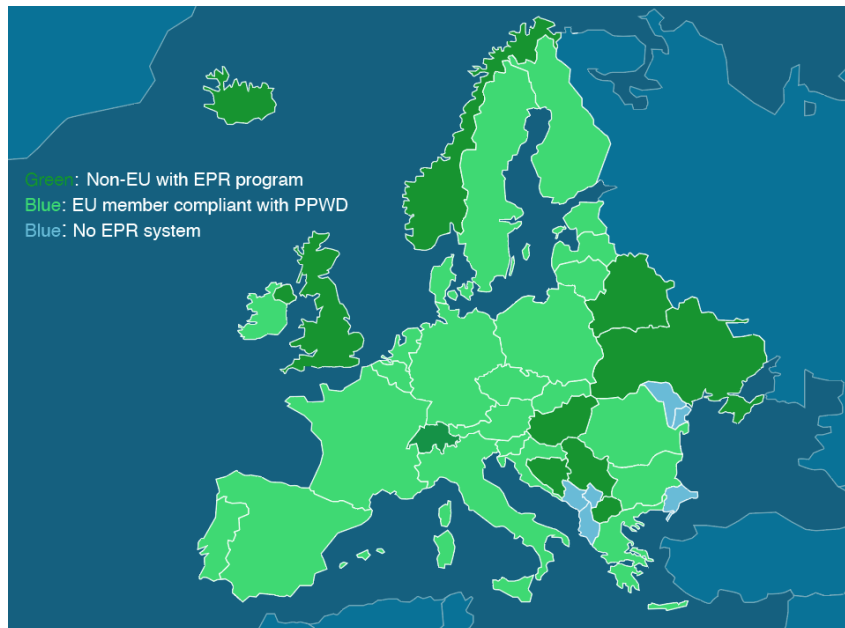 Green: Non-EU with EPR program
Blue: EU member compliant with PPWD
Blue: No EPR system